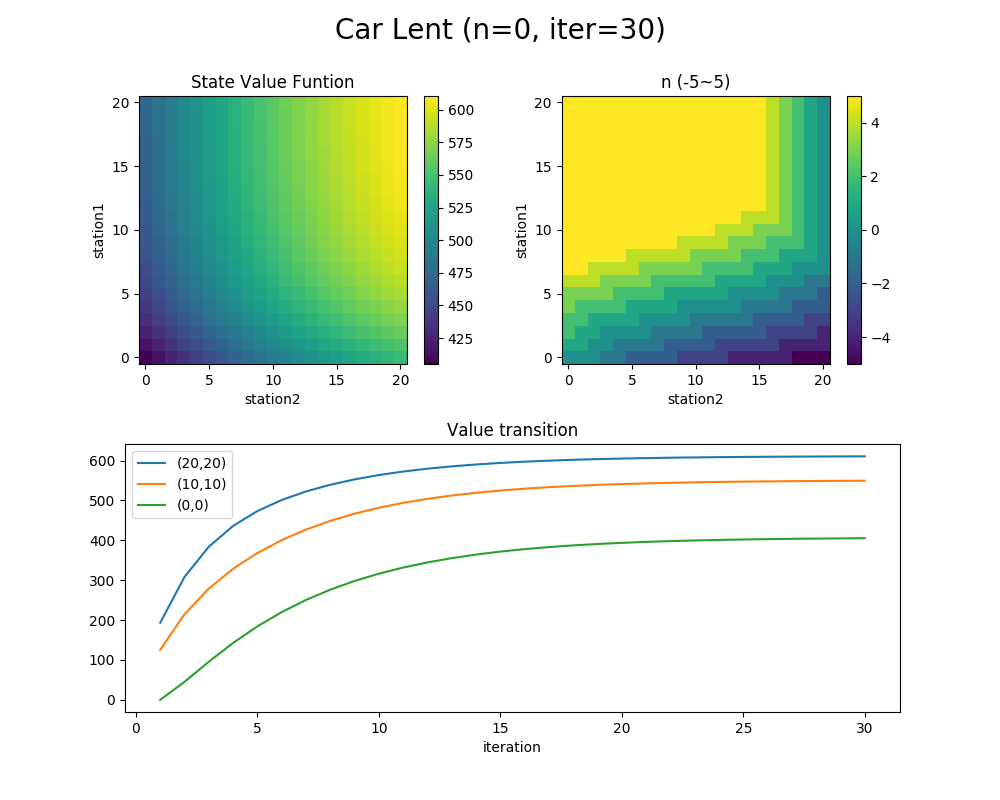 Car Lent (n=0, iter=30)
State Value Funtion
20
15
10
5
0
station1
0 5 10 15 20
station2
600
575
550
525
500
475
450
425
n (-5~5)
20
15
10
5
0
station1
0 5 10 15 20
station2
4
2
0
−2
−4
Value transition
600
500
400
300
200
100
0
(20,20)
(10,10)
(0,0)
0 5 10 15 20 25 30
iteration